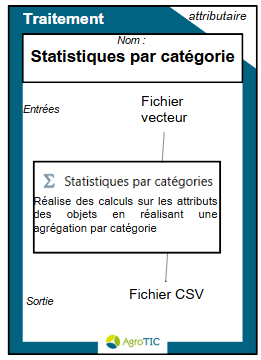 Traitement
attributaire
Nom :
Statistiques par catégorie
Entrées
Fichier
vecteur
Σ Statistiques par catégories
Réalise des calculs sur les attributs
des objets en réalisant une
agrégation par catégorie
Sortie
Fichier CSV
AgroTIC